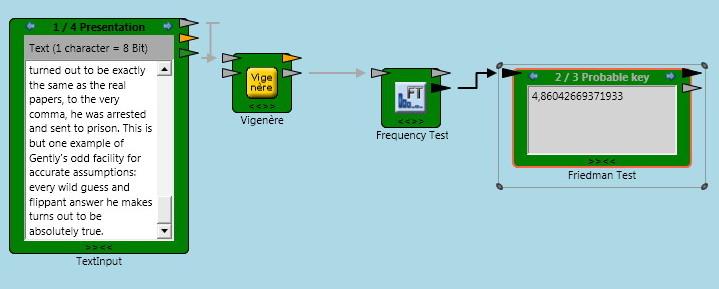 1 / 4 Presentation
Text (1 character = 8 Bit)
turned out to be exactly
the same as the real
papers, to the very
comma, he was arrested
and sent to prison. This is
but one example of
Gently's odd facility for
accurate assumptions:
every wild guess and
flippant answer he makes
turns out to be
absolutely true.
>><<
TextInput
Vige
nère
<<>>
Vigenère
FT
<<>>
Frequency Test
2 / 3 Probable key
4,86042669371933
>><<
Friedman Test